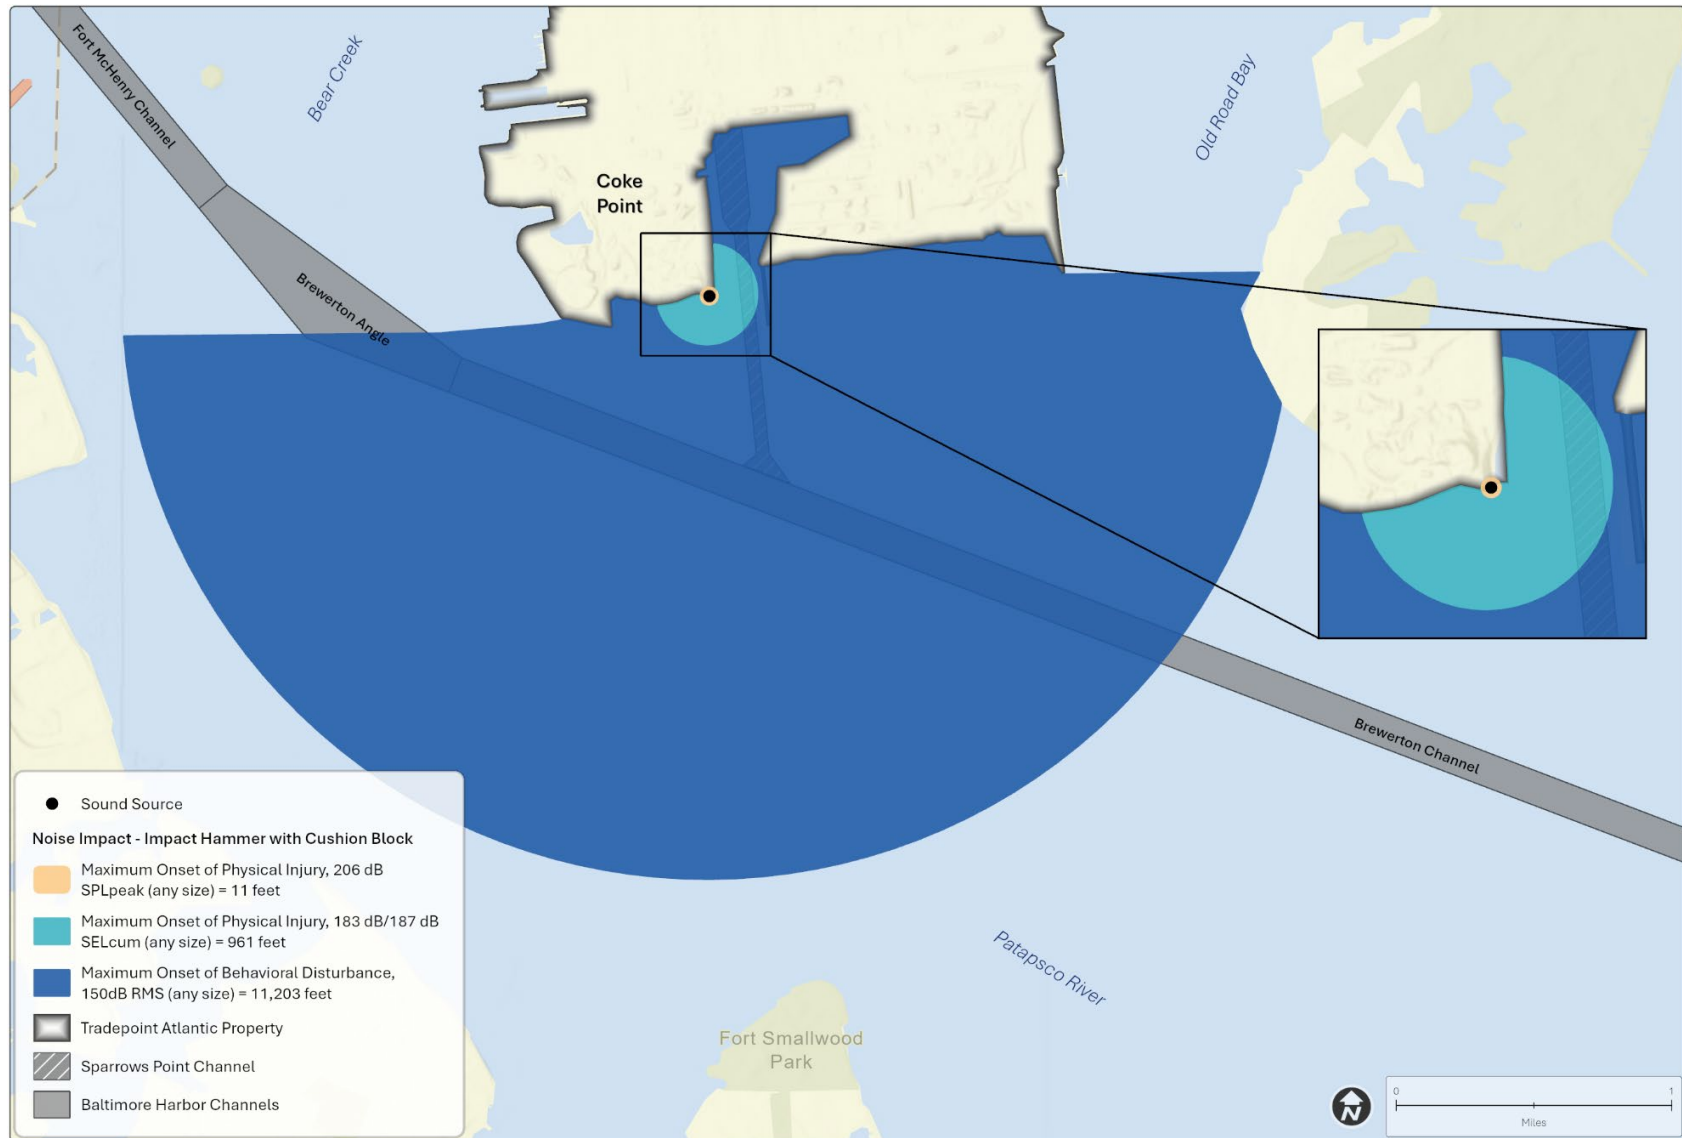 Fort McHenry Channel
Bear Creek
Old Road Bay
Coke
Point
Brewerton Angle
Brewerton Channel
Patapsco River
Fort Smallwood
Park
Sound Source
Noise Impact - Impact Hammer with Cushion Block
Maximum Onset of Physical Injury, 206 dB
SPLpeak (any size) = 11 feet
Maximum Onset of Physical Injury, 183 dB/187 dB
SELcum (any size) = 961 feet
Maximum Onset of Behavioral Disturbance,
150dB RMS (any size) = 11,203 feet
Tradepoint Atlantic Property
Sparrows Point Channel
Baltimore Harbor Channels
N
0 1
Miles